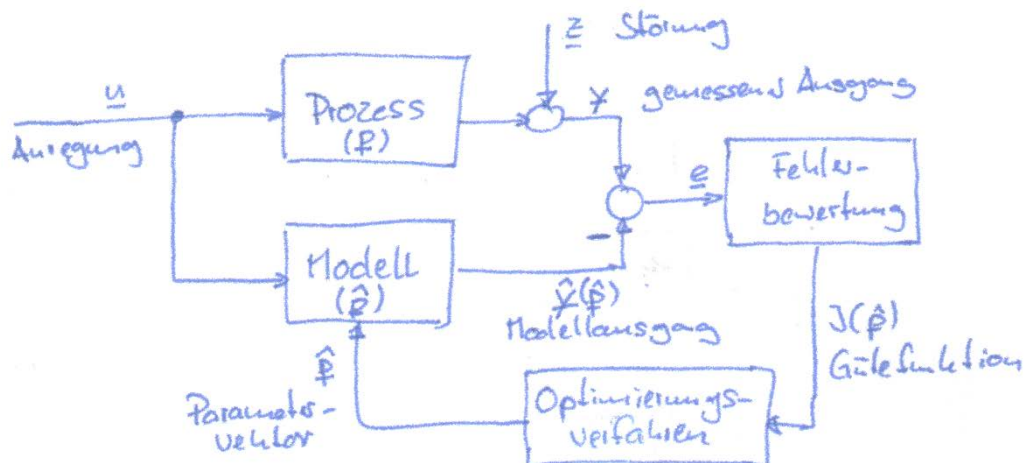 z Störung
u
Prozess
(p)
y gemessener Ausgang
Anregung
e
Fehler-
bewertung
Modell
(p̂)
−
ŷ(p̂)
Modellausgang
J(p̂)
Gütefunktion
p̂
Parameter-
vektor
Optimierungs-
verfahren